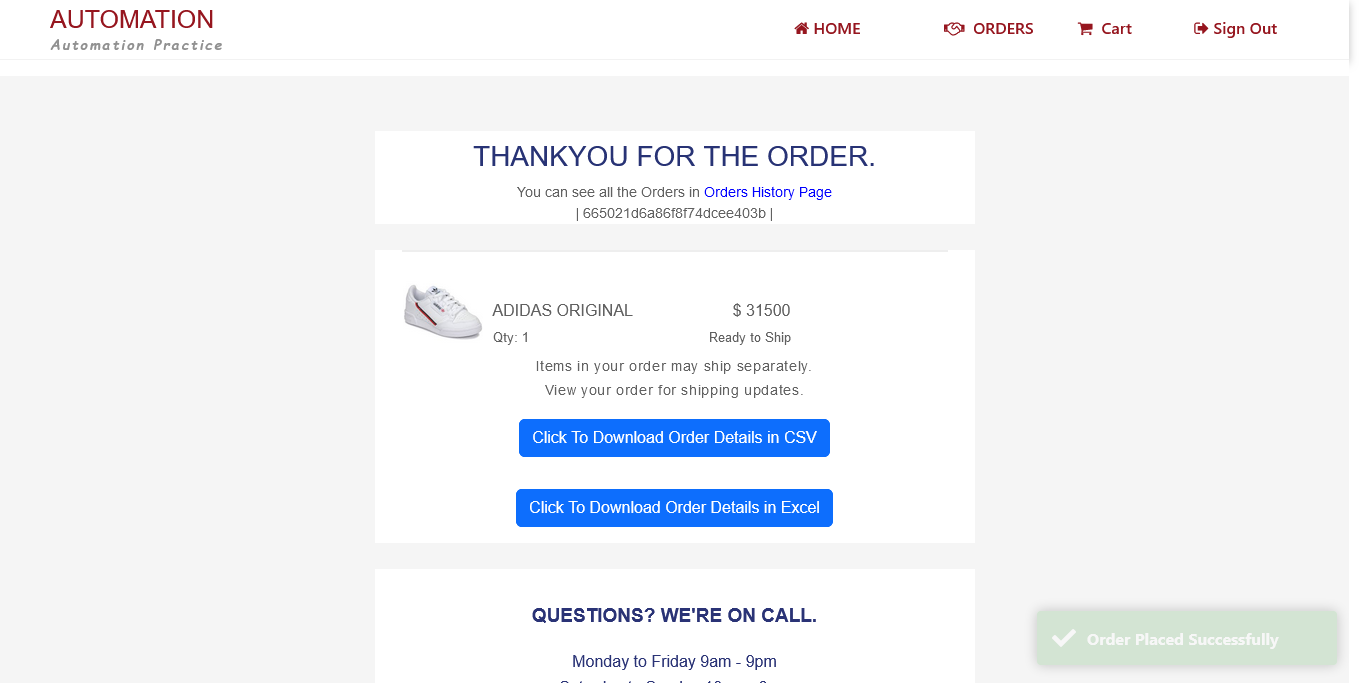 AUTOMATION
Automation Practice
HOME
ORDERS
Cart
Sign Out
THANKYOU FOR THE ORDER.
You can see all the Orders in Orders History Page
| 665021d6a86f8f74dcee403b |
ADIDAS ORIGINAL
$ 31500
Qty: 1
Ready to Ship
Items in your order may ship separately.
View your order for shipping updates.
Click To Download Order Details in CSV
Click To Download Order Details in Excel
QUESTIONS? WE'RE ON CALL.
Monday to Friday 9am - 9pm
Order Placed Successfully